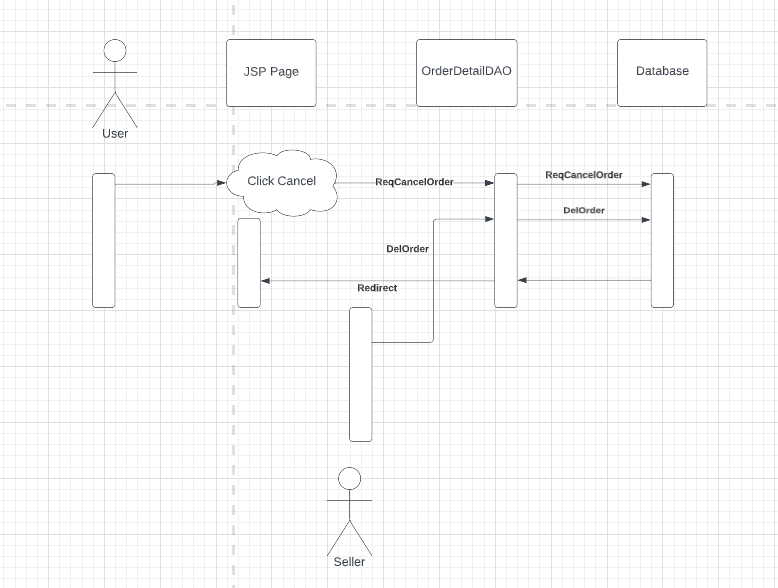 JSP Page
OrderDetailDAO
Database
User
Click Cancel
ReqCancelOrder
ReqCancelOrder
DelOrder
DelOrder
Redirect
Seller